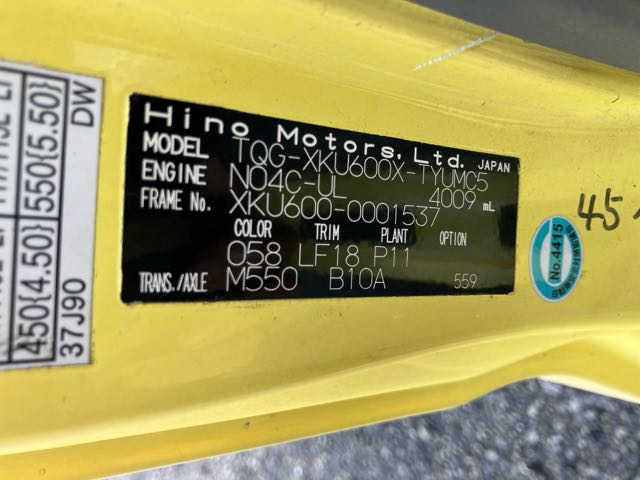 Hino Motors, Ltd. JAPAN
MODEL TQG-XKU600X-TYUMC5
ENGINE N04C-UL 4009 mL
FRAME No. XKU600-0001537
COLOR TRIM PLANT OPTION
058 LF18 P11
TRANS./AXLE M550 B10A 559
450{4.50} 550{5.50}
37J90 DW
No.4415
45